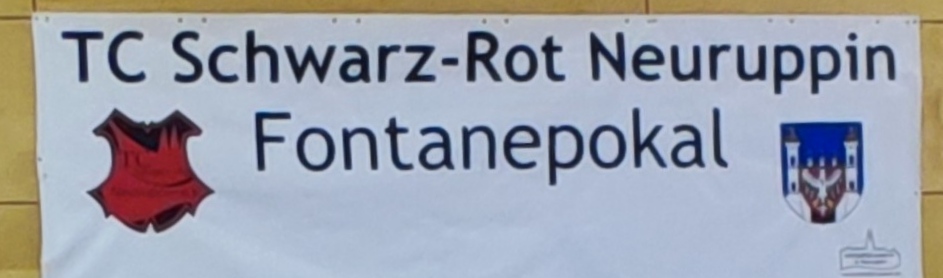 TC Schwarz-Rot Neuruppin
Fontanepokal